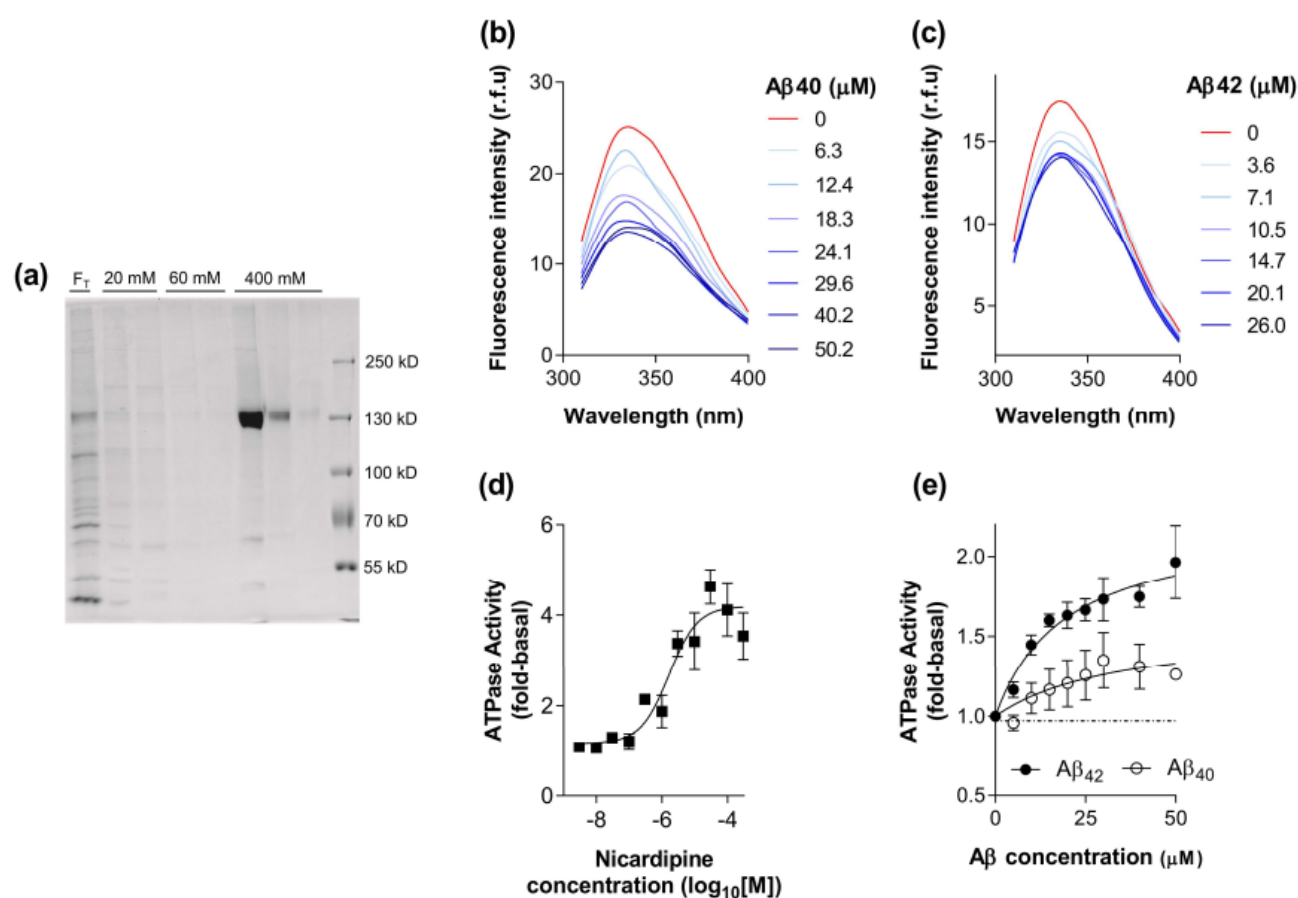 (a)
F_T 20 mM 60 mM 400 mM
250 kD
130 kD
100 kD
70 kD
55 kD
(b)
Fluorescence intensity (r.f.u)
30
20
10
0
300 350 400
Wavelength (nm)
Aβ40 (μM)
0
6.3
12.4
18.3
24.1
29.6
40.2
50.2
(c)
Fluorescence intensity (r.f.u)
15
10
5
300 350 400
Wavelength (nm)
Aβ42 (μM)
0
3.6
7.1
10.5
14.7
20.1
26.0
(d)
ATPase Activity
(fold-basal)
6
4
2
0
-8 -6 -4
Nicardipine
concentration (log₁₀[M])
(e)
ATPase Activity
(fold-basal)
2.0
1.5
1.0
0.5
Aβ₄₂ Aβ₄₀
0 25 50
Aβ concentration (μM)